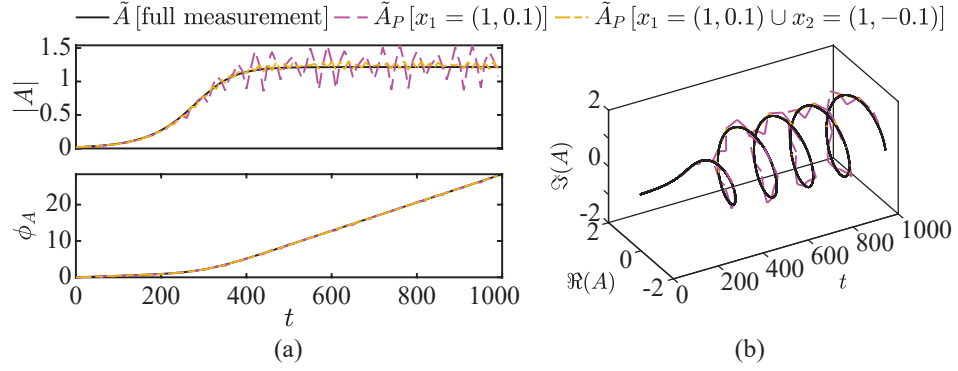 Ã [full measurement] Ã_P [x_1 = (1, 0.1)] Ã_P [x_1 = (1, 0.1) ∪ x_2 = (1, −0.1)]
(a)
1.5
1
0.5
0
|A|
20
10
0
ϕ_A
0 200 400 600 800 1000
t
(b)
2
0
-2
ℑ(A)
2
0
-2
ℜ(A)
0 200 400 600 800 1000
t
(a)
(b)